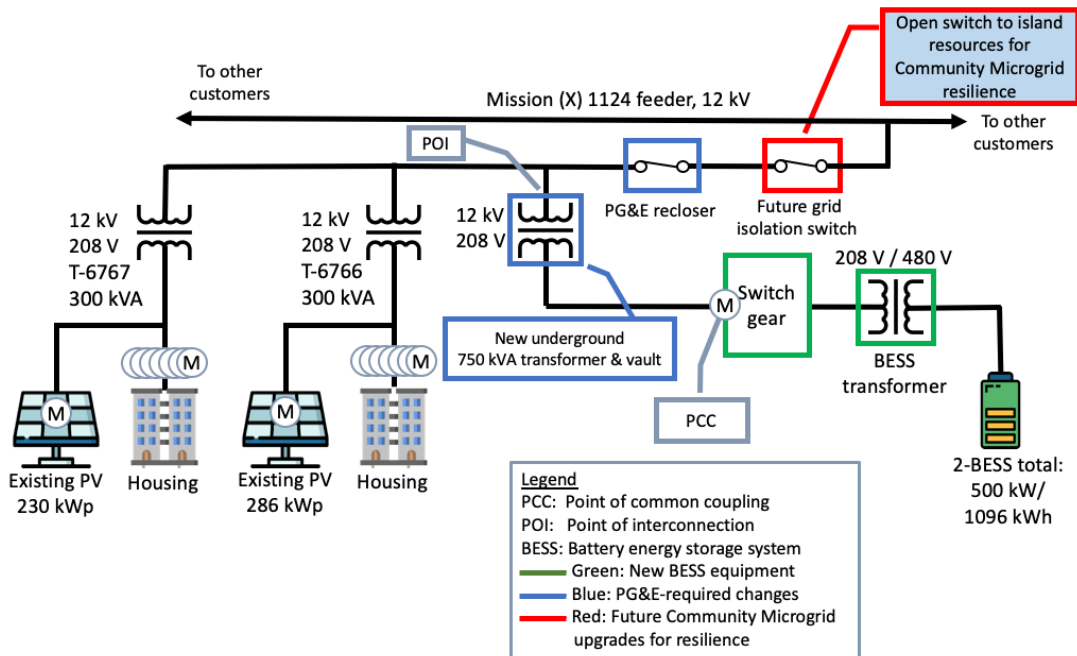 Open switch to island
resources for
Community Microgrid
resilience
To other
customers
Mission (X) 1124 feeder, 12 kV
To other
customers
POI
PG&E recloser
Future grid
isolation switch
12 kV
208 V
T-6767
300 kVA
12 kV
208 V
T-6766
300 kVA
12 kV
208 V
208 V / 480 V
M
Switch
gear
New underground
750 kVA transformer & vault
BESS
transformer
M
M
M
M
PCC
Existing PV
230 kWp
Housing
Existing PV
286 kWp
Housing
2-BESS total:
500 kW/
1096 kWh
Legend
PCC: Point of common coupling
POI: Point of interconnection
BESS: Battery energy storage system
Green: New BESS equipment
Blue: PG&E-required changes
Red: Future Community Microgrid
upgrades for resilience